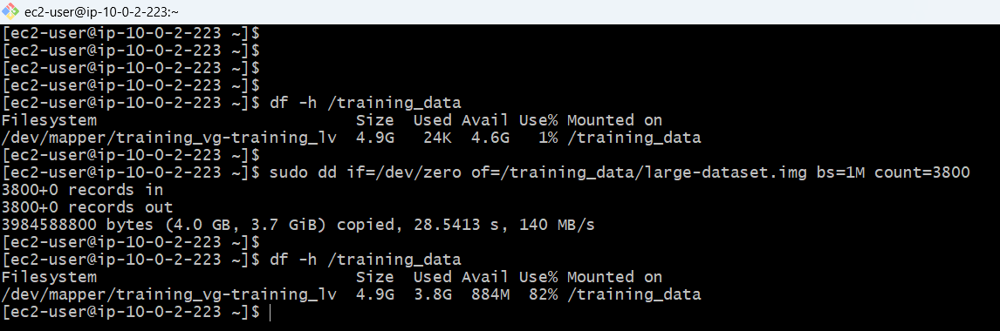 ec2-user@ip-10-0-2-223:~
[ec2-user@ip-10-0-2-223 ~]$
[ec2-user@ip-10-0-2-223 ~]$
[ec2-user@ip-10-0-2-223 ~]$
[ec2-user@ip-10-0-2-223 ~]$
[ec2-user@ip-10-0-2-223 ~]$ df -h /training_data
Filesystem                            Size  Used Avail Use% Mounted on
/dev/mapper/training_vg-training_lv  4.9G   24K  4.6G   1% /training_data
[ec2-user@ip-10-0-2-223 ~]$
[ec2-user@ip-10-0-2-223 ~]$ sudo dd if=/dev/zero of=/training_data/large-dataset.img bs=1M count=3800
3800+0 records in
3800+0 records out
3984588800 bytes (4.0 GB, 3.7 GiB) copied, 28.5413 s, 140 MB/s
[ec2-user@ip-10-0-2-223 ~]$
[ec2-user@ip-10-0-2-223 ~]$ df -h /training_data
Filesystem                            Size  Used Avail Use% Mounted on
/dev/mapper/training_vg-training_lv  4.9G  3.8G  884M  82% /training_data
[ec2-user@ip-10-0-2-223 ~]$